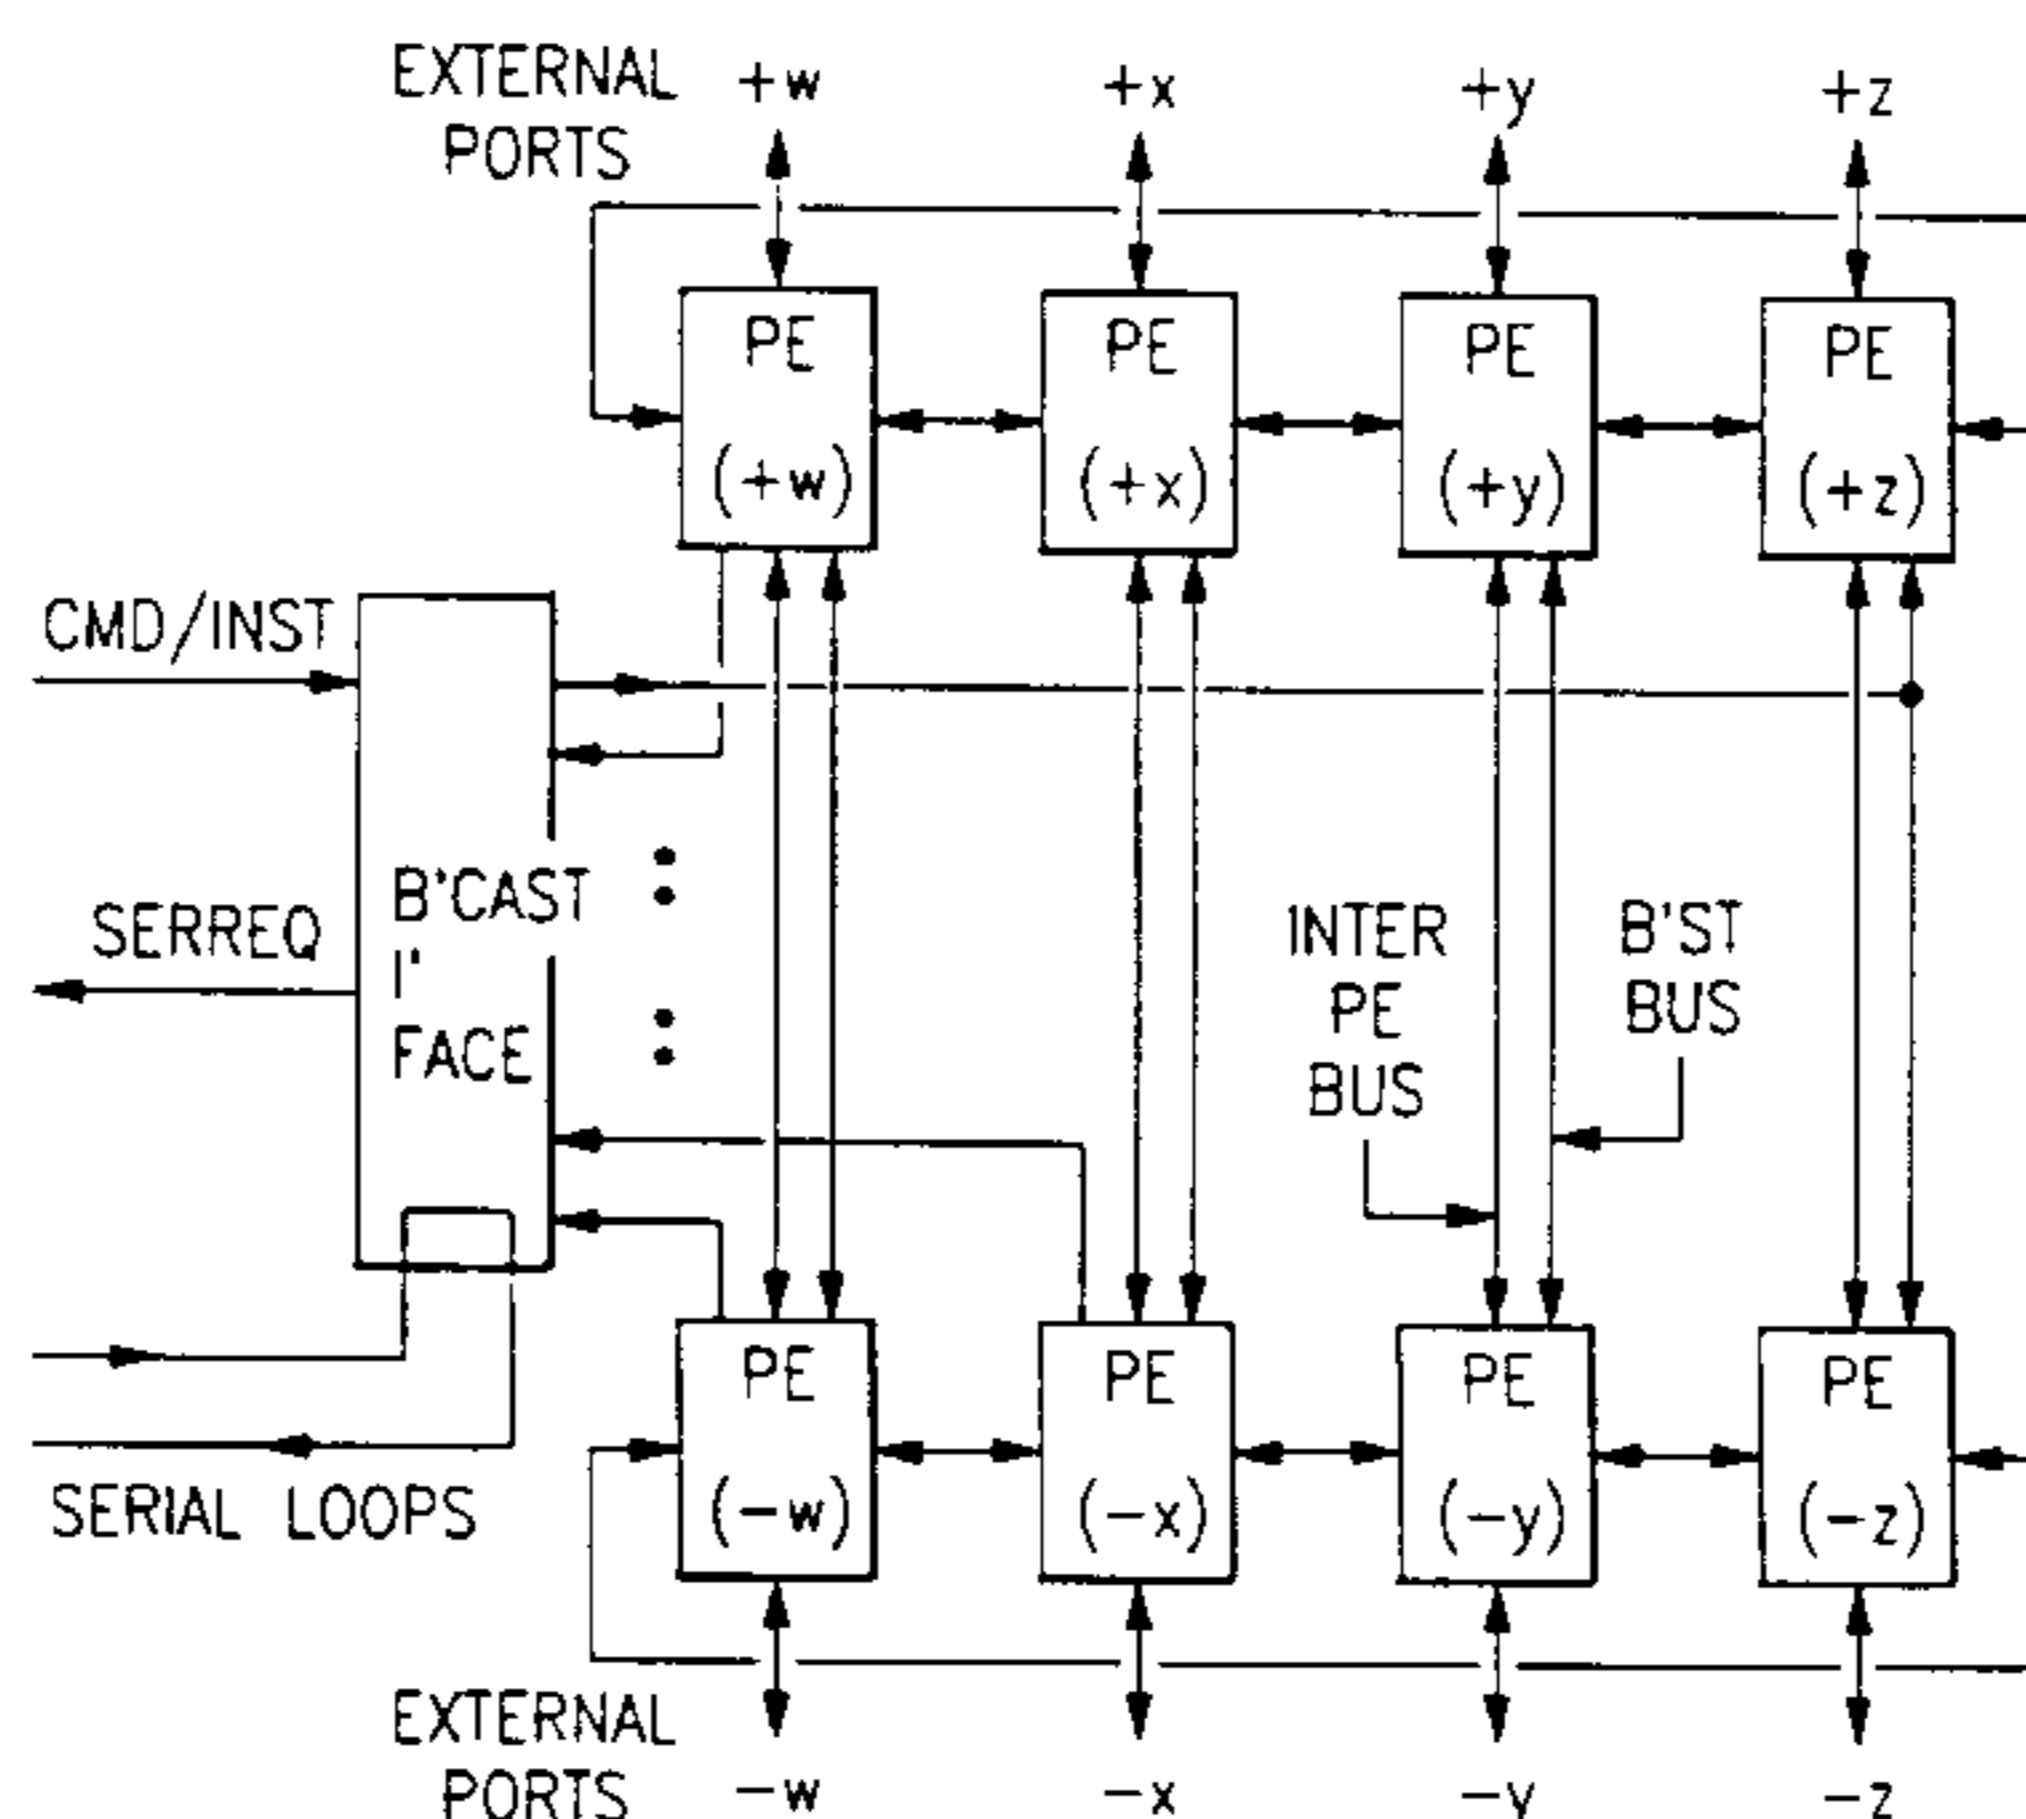 EXTERNAL PORTS
+w
+x
+y
+z
PE (+w)
PE (+x)
PE (+y)
PE (+z)
CMD/INST
SERREQ
B'CAST
I'
FACE
INTER
PE
BUS
B'ST
BUS
SERIAL LOOPS
PE (-w)
PE (-x)
PE (-y)
PE (-z)
EXTERNAL PORTS
-w
-x
-y
-z